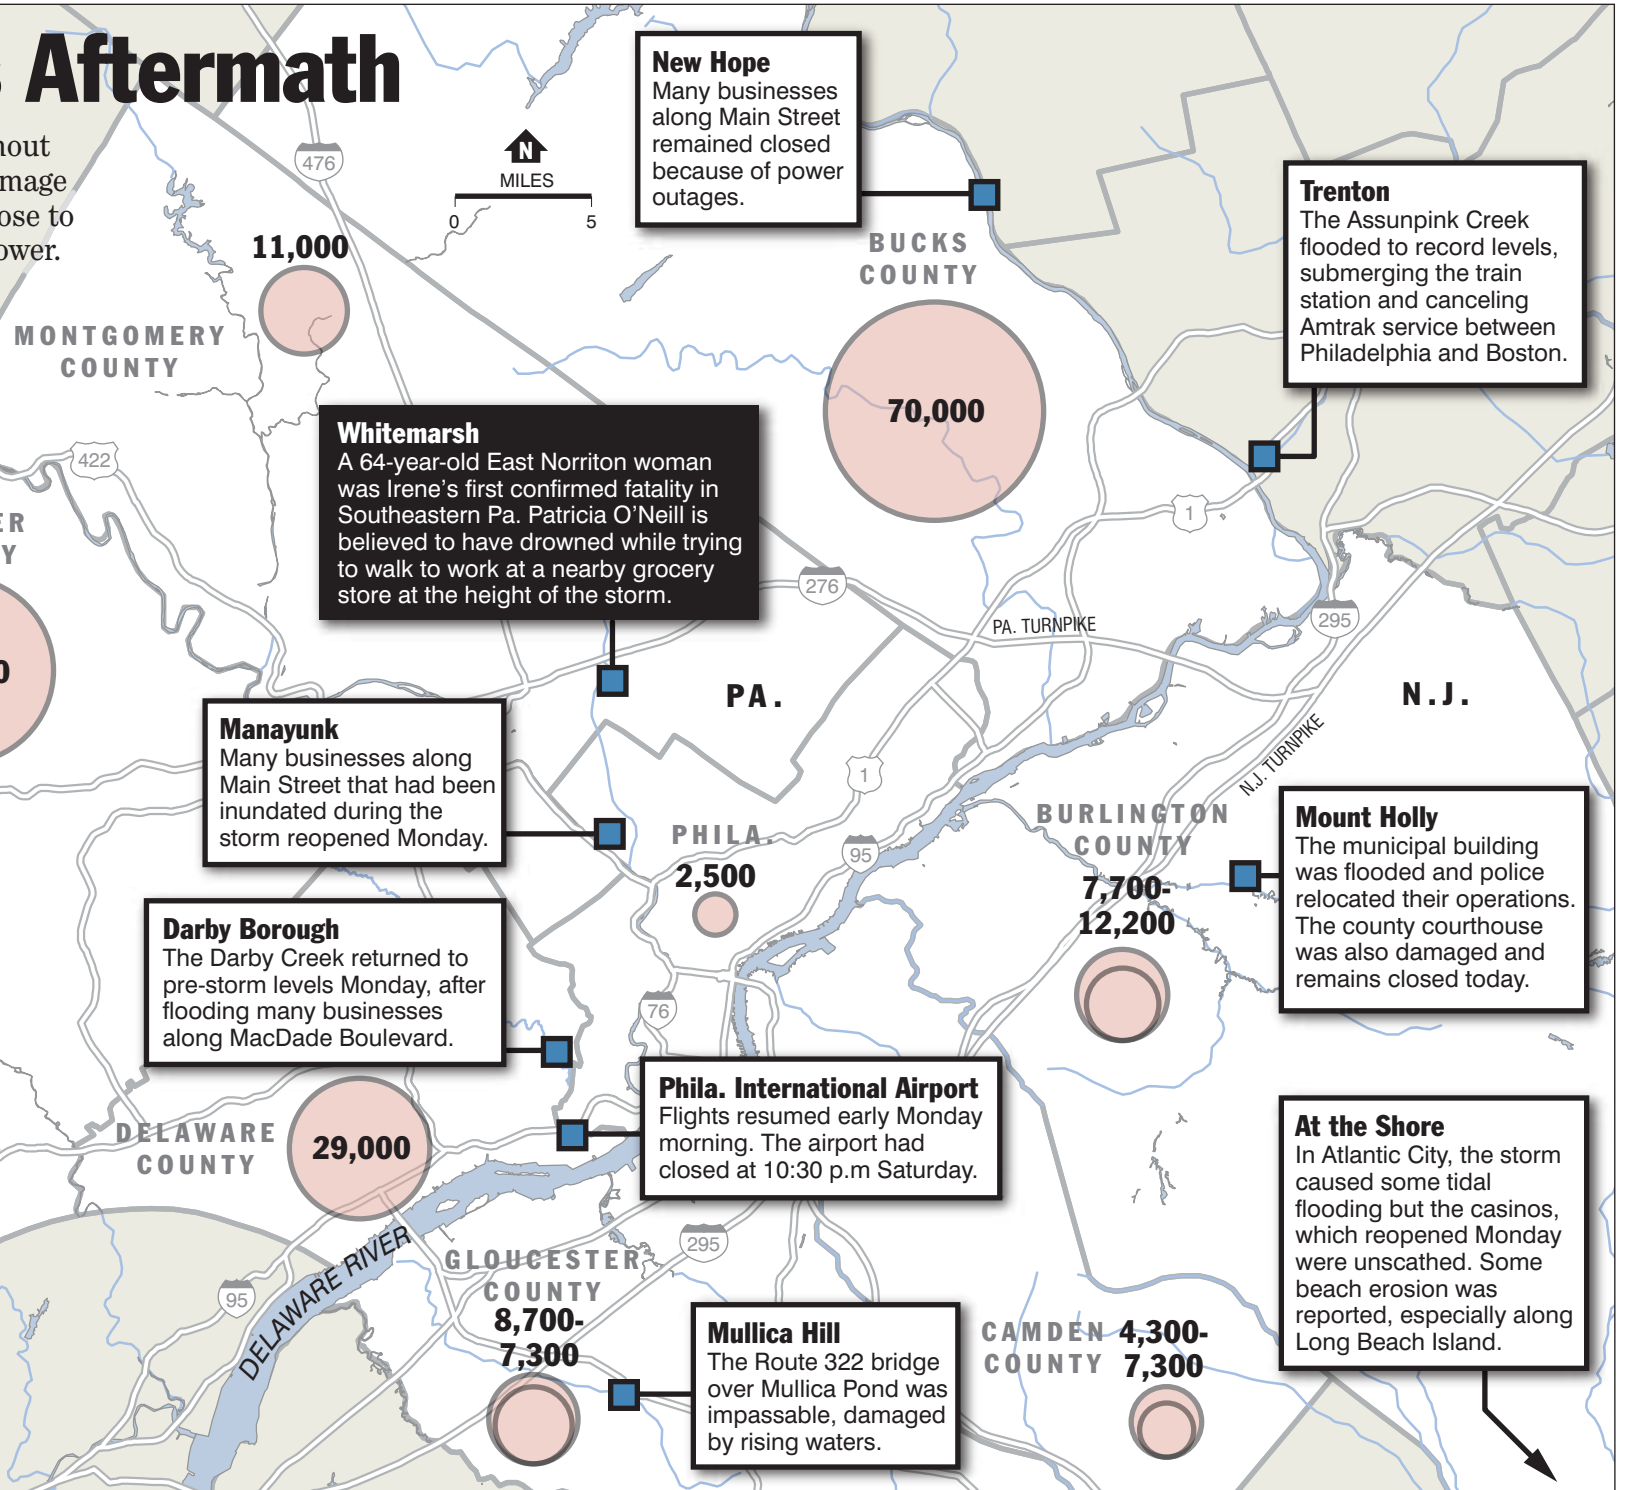 Aftermath
ose to
New Hope
Many businesses
along Main Street
remained closed
because of power
outages.
476
N
MILES
0 5
Trenton
The Assunpink Creek
flooded to record levels,
submerging the train
station and canceling
Amtrak service between
Philadelphia and Boston.
11,000
BUCKS
COUNTY
MONTGOMERY
COUNTY
70,000
Whitemarsh
A 64-year-old East Norriton woman
was Irene's first confirmed fatality in
Southeastern Pa. Patricia O'Neill is
believed to have drowned while trying
to walk to work at a nearby grocery
store at the height of the storm.
422
1
276
PA. TURNPIKE
295
PA.
N.J.
N.J. TURNPIKE
Manayunk
Many businesses along
Main Street that had been
inundated during the
storm reopened Monday.
1
PHILA.
2,500
95
BURLINGTON
COUNTY
7,700-
12,200
Mount Holly
The municipal building
was flooded and police
relocated their operations.
The county courthouse
was also damaged and
remains closed today.
Darby Borough
The Darby Creek returned to
pre-storm levels Monday, after
flooding many businesses
along MacDade Boulevard.
76
Phila. International Airport
Flights resumed early Monday
morning. The airport had
closed at 10:30 p.m Saturday.
DELAWARE
COUNTY
29,000
At the Shore
In Atlantic City, the storm
caused some tidal
flooding but the casinos,
which reopened Monday
were unscathed. Some
beach erosion was
reported, especially along
Long Beach Island.
DELAWARE RIVER
95
295
GLOUCESTER
COUNTY
8,700-
7,300
Mullica Hill
The Route 322 bridge
over Mullica Pond was
impassable, damaged
by rising waters.
CAMDEN
COUNTY
4,300-
7,300